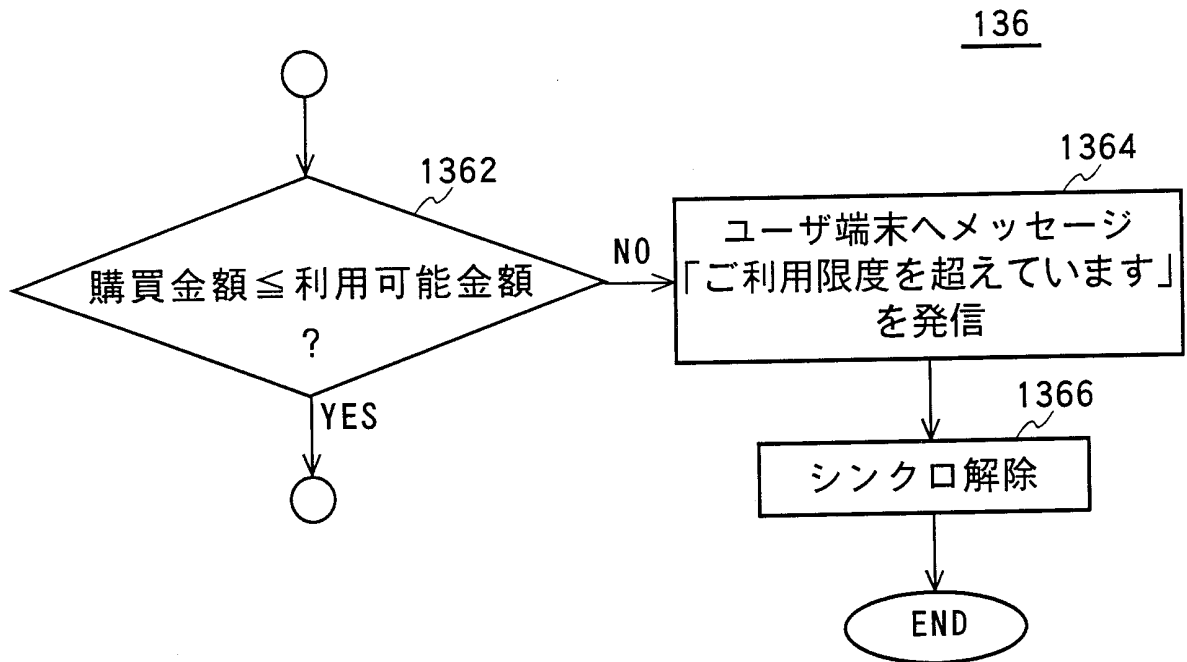 136
1362
購買金額≦利用可能金額
?
YES
NO
1364
ユーザ端末へメッセージ
「ご利用限度を超えています」
を発信
1366
シンクロ解除
END